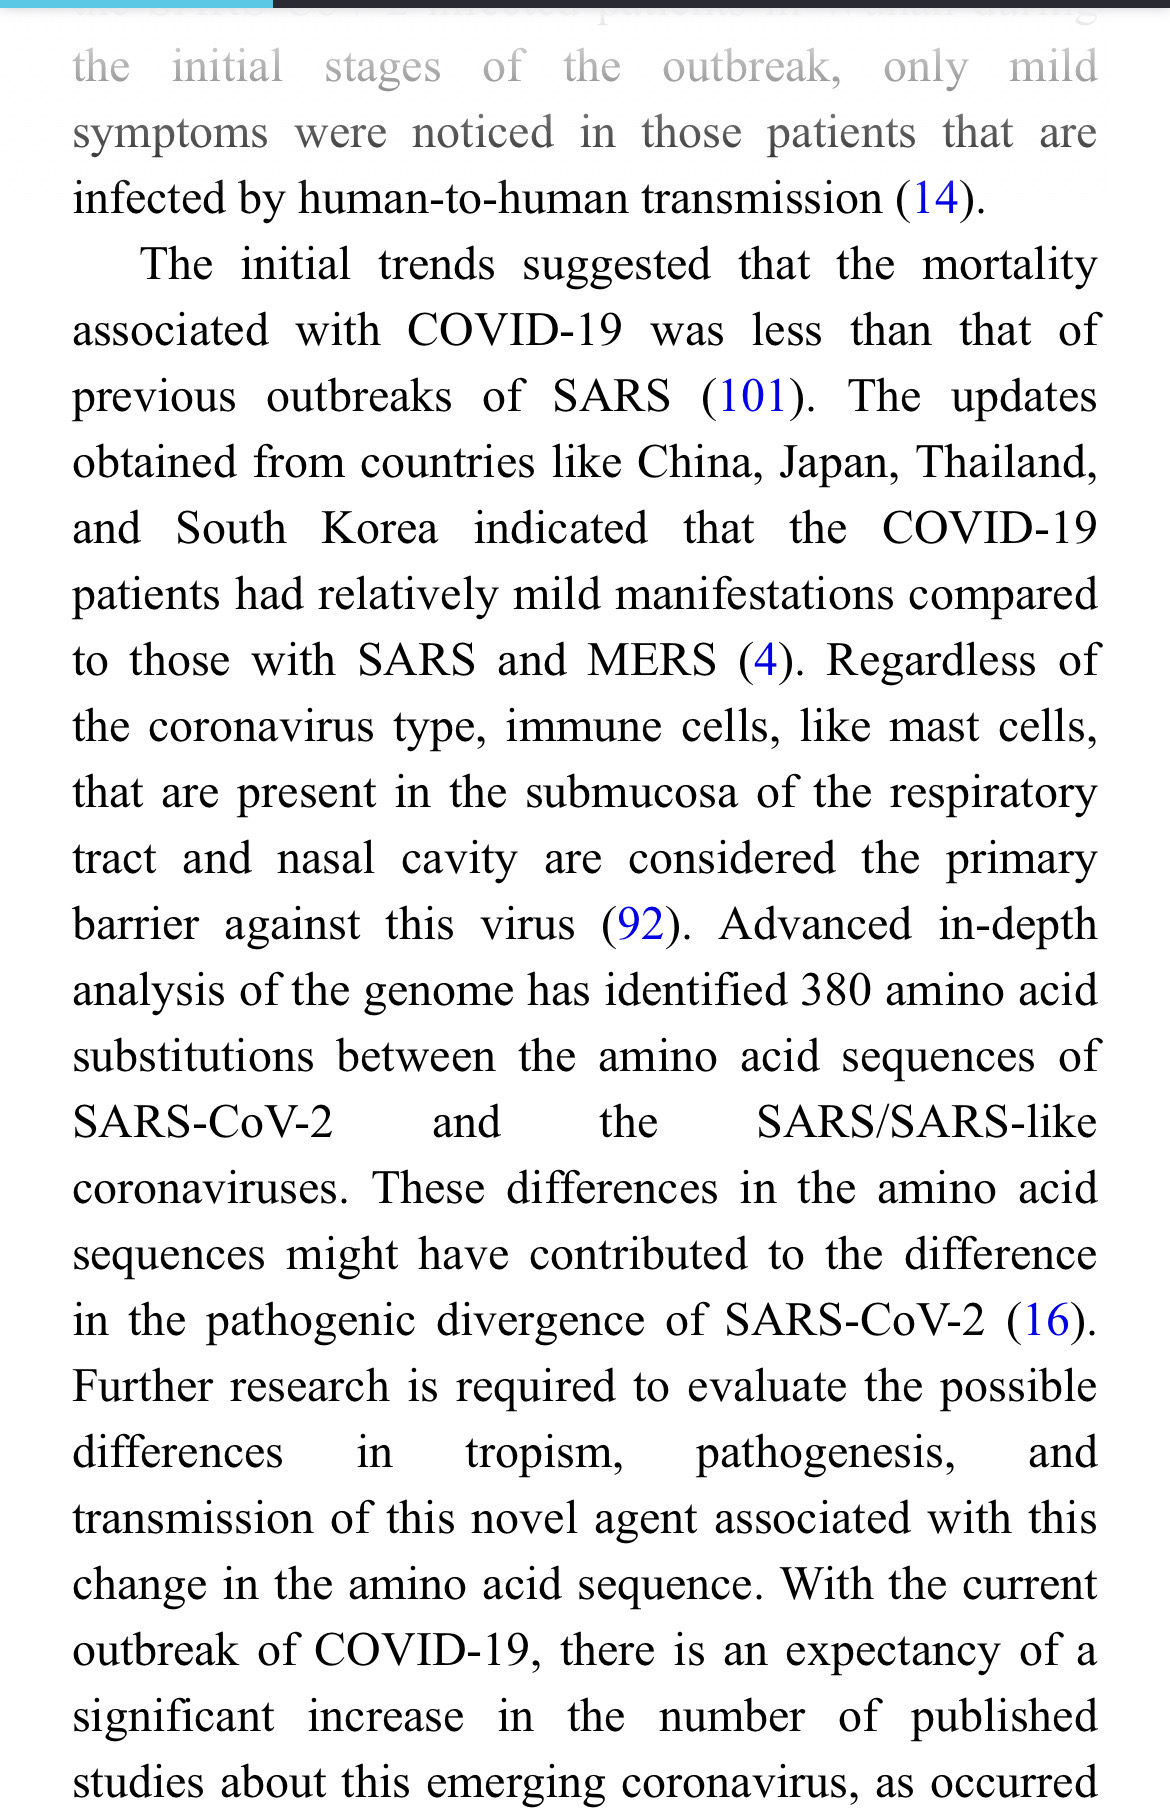 the initial stages of the outbreak, only mild
symptoms were noticed in those patients that are
infected by human-to-human transmission (14).
The initial trends suggested that the mortality
associated with COVID-19 was less than that of
previous outbreaks of SARS (101). The updates
obtained from countries like China, Japan, Thailand,
and South Korea indicated that the COVID-19
patients had relatively mild manifestations compared
to those with SARS and MERS (4). Regardless of
the coronavirus type, immune cells, like mast cells,
that are present in the submucosa of the respiratory
tract and nasal cavity are considered the primary
barrier against this virus (92). Advanced in-depth
analysis of the genome has identified 380 amino acid
substitutions between the amino acid sequences of
SARS-CoV-2 and the SARS/SARS-like
coronaviruses. These differences in the amino acid
sequences might have contributed to the difference
in the pathogenic divergence of SARS-CoV-2 (16).
Further research is required to evaluate the possible
differences in tropism, pathogenesis, and
transmission of this novel agent associated with this
change in the amino acid sequence. With the current
outbreak of COVID-19, there is an expectancy of a
significant increase in the number of published
studies about this emerging coronavirus, as occurred